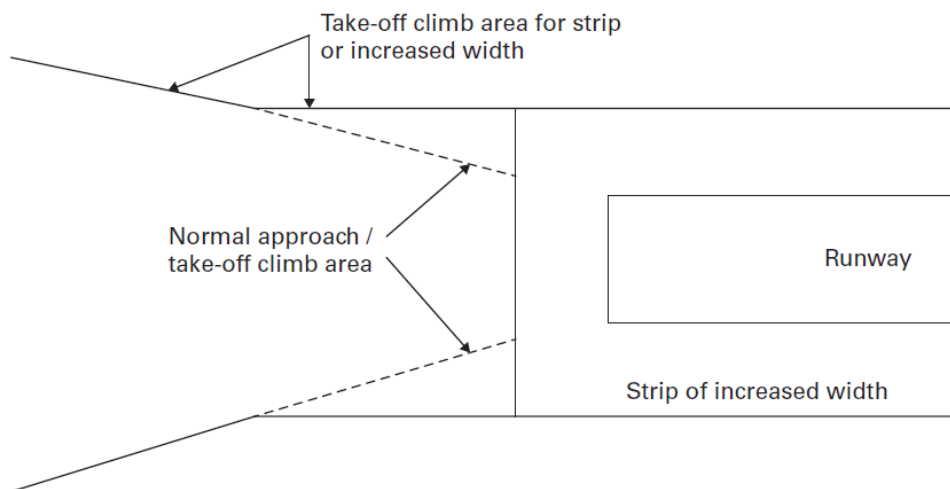 Take-off climb area for strip
or increased width
Normal approach /
take-off climb area
Runway
Strip of increased width